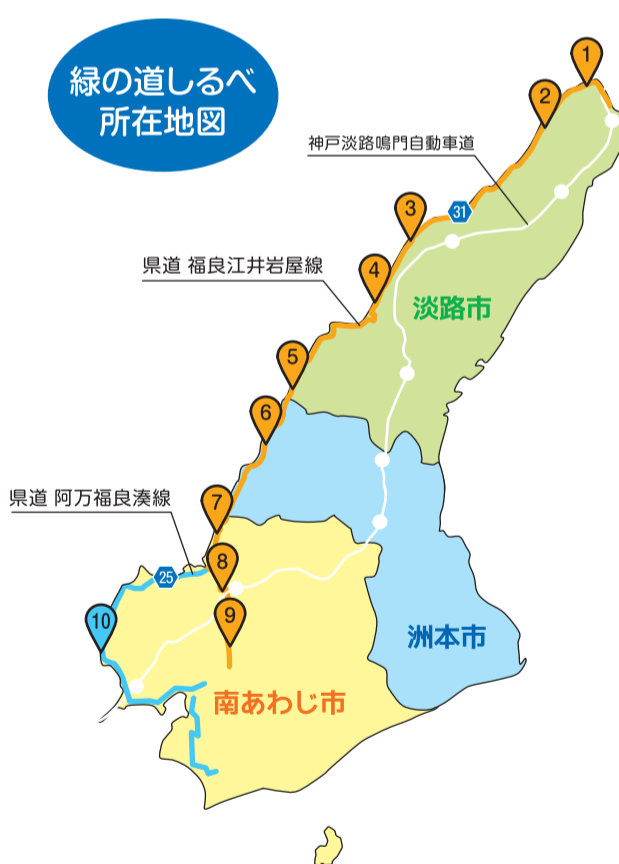 緑の道しるべ
所在地図
1
2
神戸淡路鳴門自動車道
3
31
県道 福良江井岩屋線
4
淡路市
5
6
県道 阿万福良湊線
7
8
25
9
10
洲本市
南あわじ市